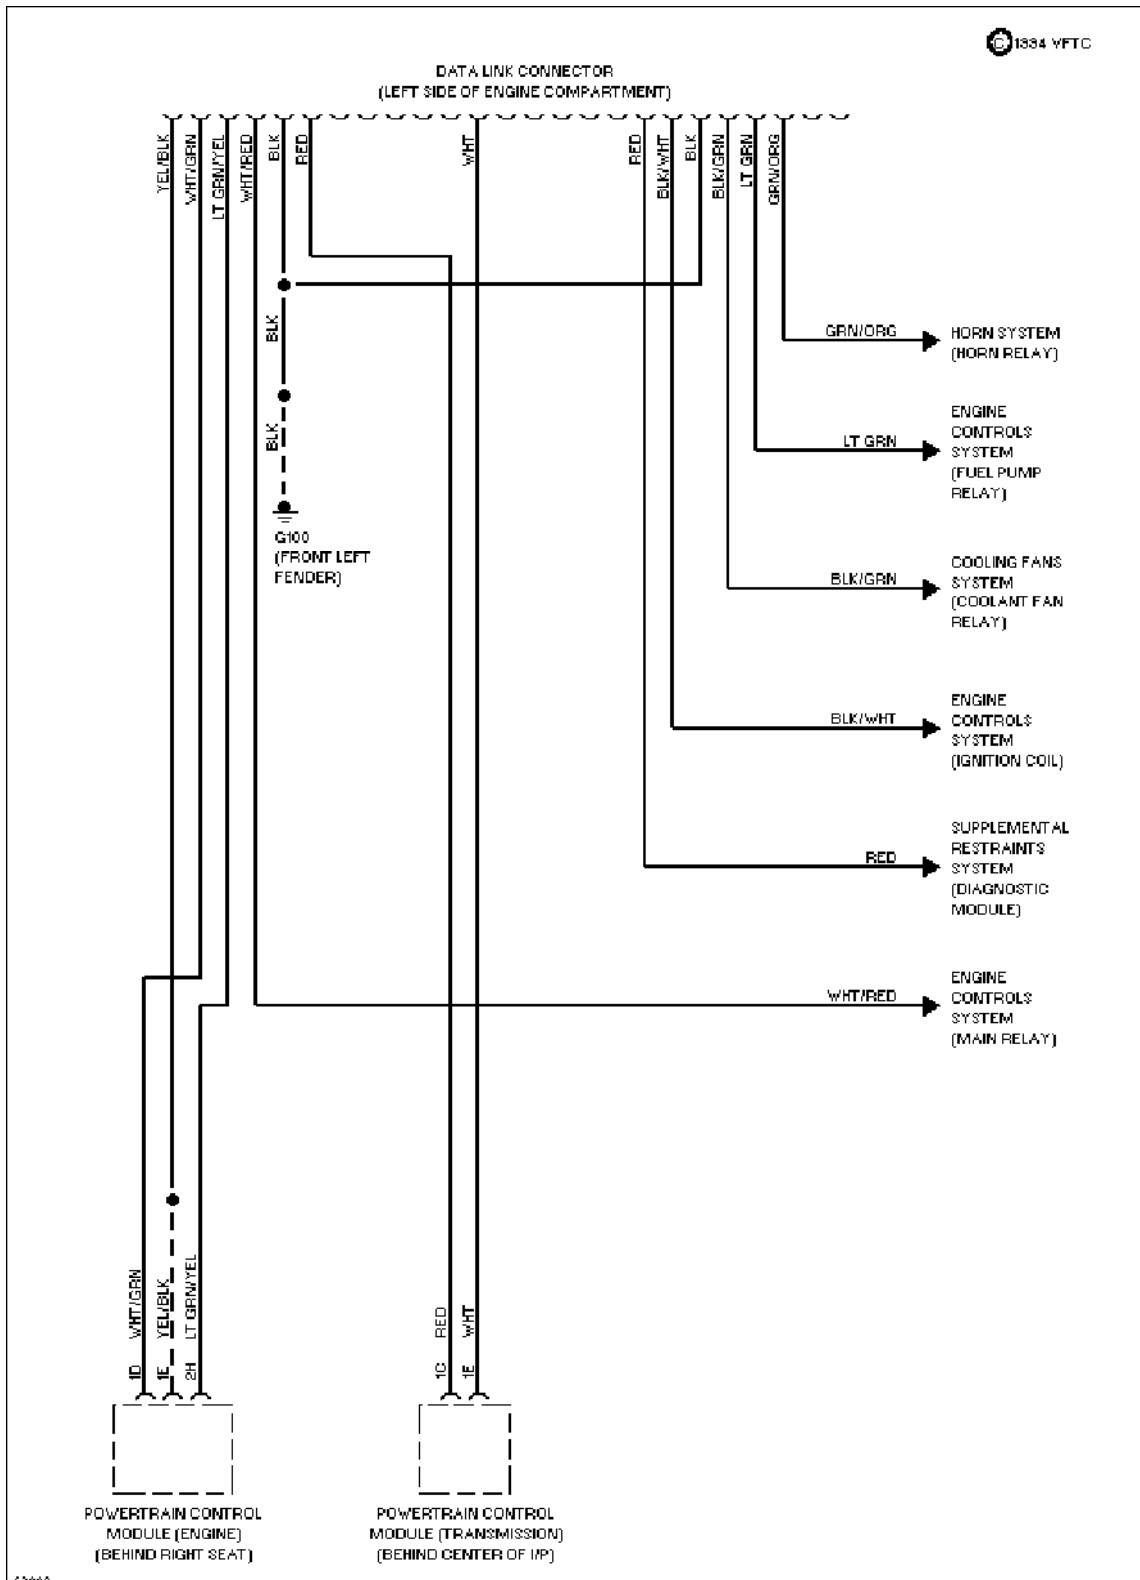 © 1994 VFTC
DATA LINK CONNECTOR
(LEFT SIDE OF ENGINE COMPARTMENT)
YEL/BLK
WHT/GRN
LT GRN/YEL
WHT/RED
BLK
RED
WHT
RED
BLK/WHT
BLK
BLK/GRN
LT GRN
GRN/ORG
BLK
BLK
G100
(FRONT LEFT
FENDER)
GRN/ORG
HORN SYSTEM
(HORN RELAY)
LT GRN
ENGINE
CONTROLS
SYSTEM
(FUEL PUMP
RELAY)
BLK/GRN
COOLING FANS
SYSTEM
(COOLANT FAN
RELAY)
BLK/WHT
ENGINE
CONTROLS
SYSTEM
(IGNITION COIL)
RED
SUPPLEMENTAL
RESTRAINTS
SYSTEM
(DIAGNOSTIC
MODULE)
WHT/RED
ENGINE
CONTROLS
SYSTEM
(MAIN RELAY)
WHT/GRN
YEL/BLK
LT GRN/YEL
RED
WHT
1D
1E
2H
1C
1E
POWERTRAIN CONTROL
MODULE (ENGINE)
(BEHIND RIGHT SEAT)
POWERTRAIN CONTROL
MODULE (TRANSMISSION)
(BEHIND CENTER OF I/P)